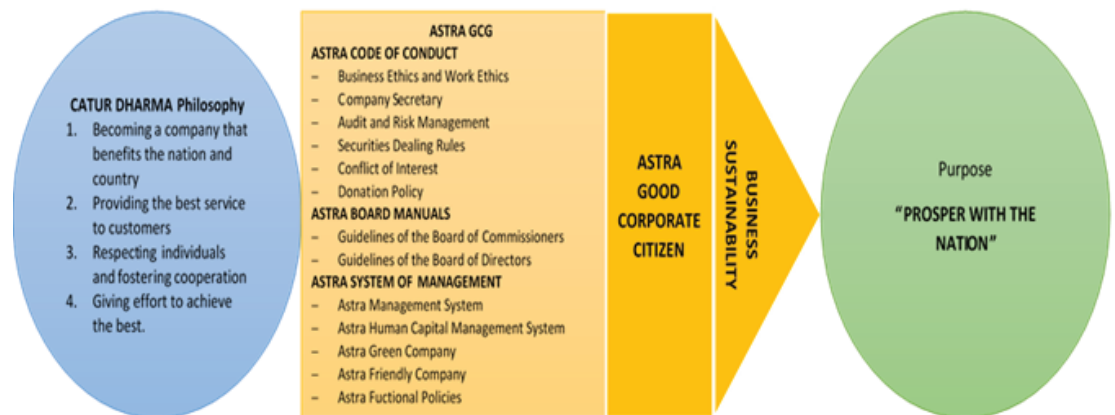 CATUR DHARMA Philosophy
1. Becoming a company that
benefits the nation and
country
2. Providing the best service
to customers
3. Respecting individuals
and fostering cooperation
4. Giving effort to achieve
the best.
ASTRA GCG
ASTRA CODE OF CONDUCT
– Business Ethics and Work Ethics
– Company Secretary
– Audit and Risk Management
– Securities Dealing Rules
– Conflict of Interest
– Donation Policy
ASTRA BOARD MANUALS
– Guidelines of the Board of Commissioners
– Guidelines of the Board of Directors
ASTRA SYSTEM OF MANAGEMENT
– Astra Management System
– Astra Human Capital Management System
– Astra Green Company
– Astra Friendly Company
– Astra Fuctional Policies
ASTRA
GOOD
CORPORATE
CITIZEN
BUSINESS
SUSTAINABILITY
Purpose
“PROSPER WITH THE
NATION”